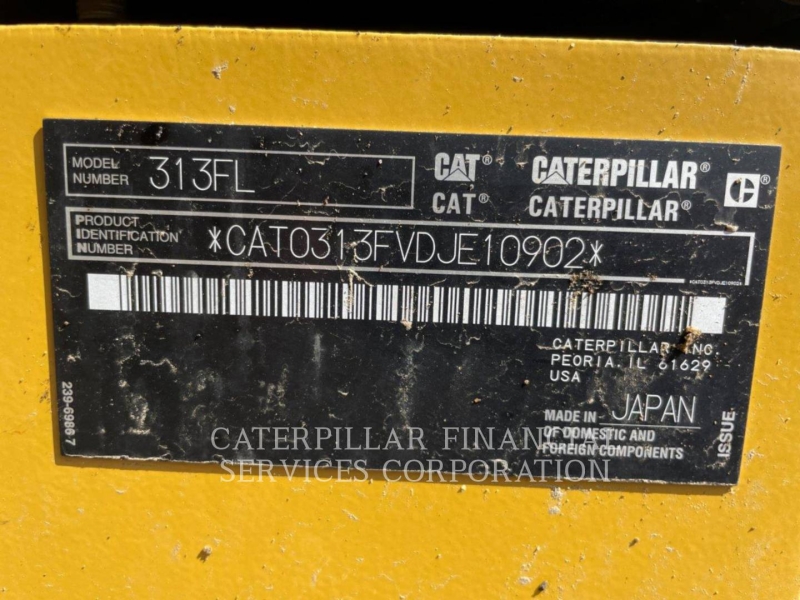 MODEL
NUMBER
313FL
CAT® CATERPILLAR®
CAT® CATERPILLAR®
C®
PRODUCT
IDENTIFICATION
NUMBER
*CAT0313FVDJE10902*
*CAT0313FVDJE10902*
CATERPILLAR INC
PEORIA, IL 61629
USA
MADE IN JAPAN
OF DOMESTIC AND
FOREIGN COMPONENTS
239-6986 7
ISSUE
CATERPILLAR FINANCIAL
SERVICES CORPORATION